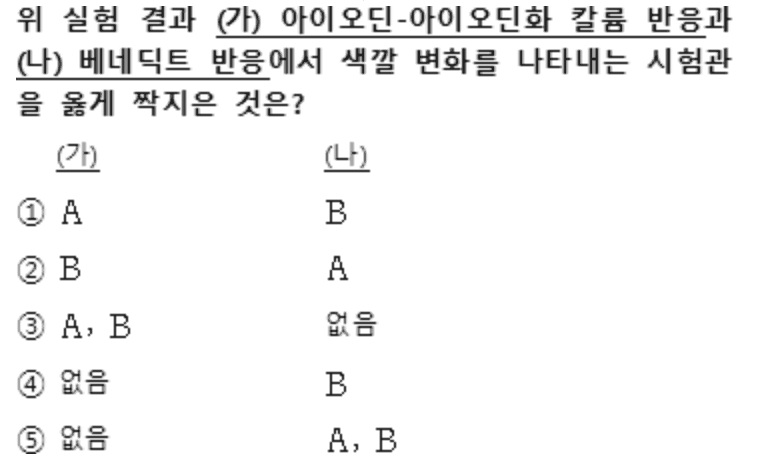 위 실험 결과 (가) 아이오딘-아이오딘화 칼륨 반응과
(나) 베네딕트 반응에서 색깔 변화를 나타내는 시험관
을 옳게 짝지은 것은?
(가) (나)
① A B
② B A
③ A, B 없음
④ 없음 B
⑤ 없음 A, B